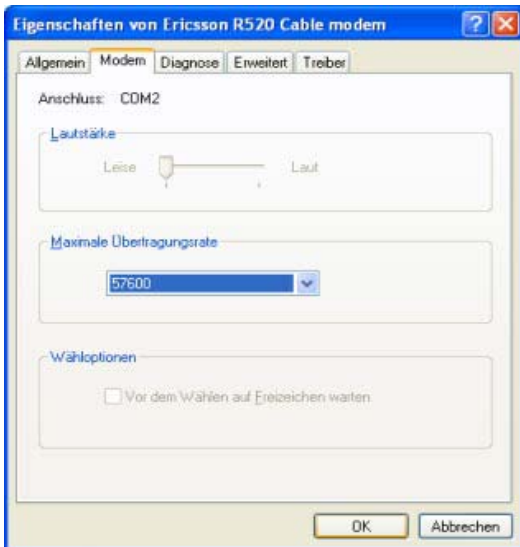 Eigenschaften von Ericsson R520 Cable modem
Allgemein Modem Diagnose Erweitert Treiber
Anschluss: COM2
Lautstärke
Leise Laut
Maximale Übertragungsrate
57600
Wähloptionen
Vor dem Wählen auf Freizeichen warten
OK Abbrechen